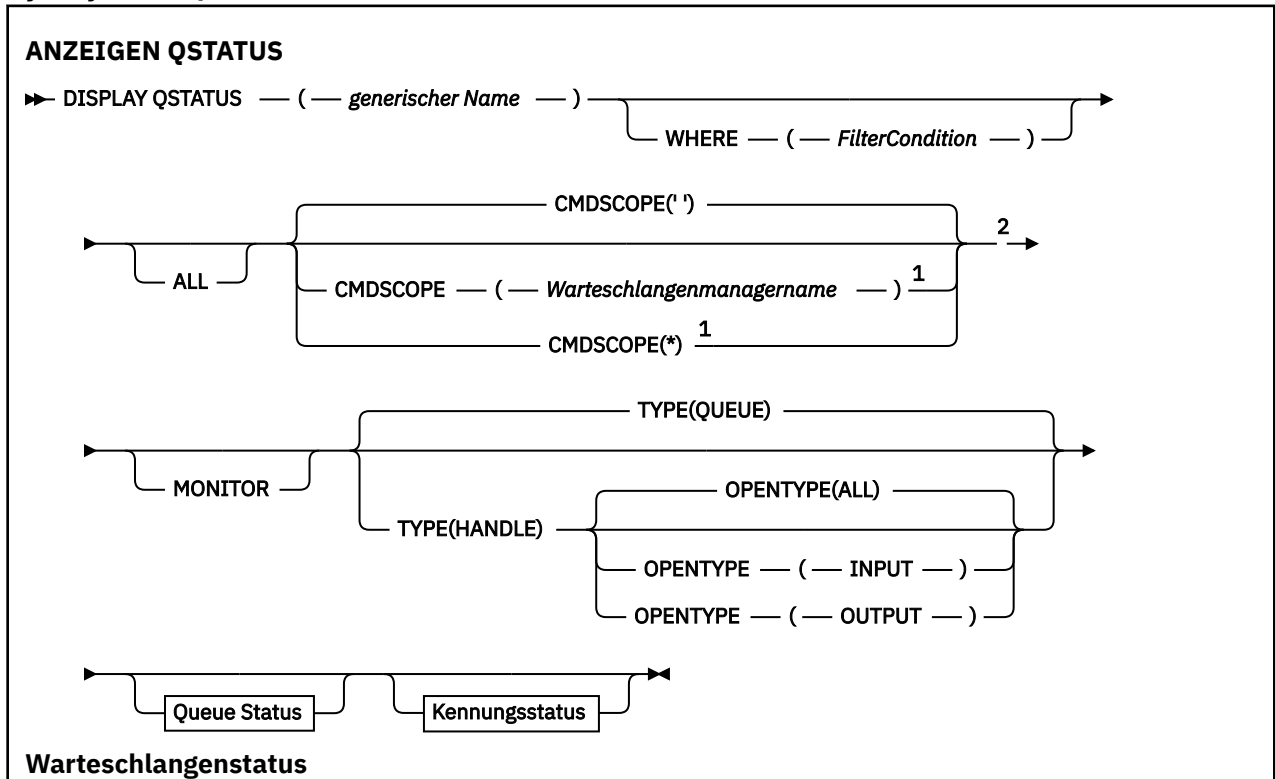 ANZEIGEN QSTATUS
DISPLAY QSTATUS — ( — generischer Name — )
WHERE — ( — FilterCondition — )
CMDSCOPE(' ')
2
ALL
CMDSCOPE — ( — Warteschlangenmanagername — ) 1
CMDSCOPE(*) 1
TYPE(QUEUE)
MONITOR
OPENTYPE(ALL)
TYPE(HANDLE)
OPENTYPE — ( — INPUT — )
OPENTYPE — ( — OUTPUT — )
Queue Status
Kennungsstatus
Warteschlangenstatus